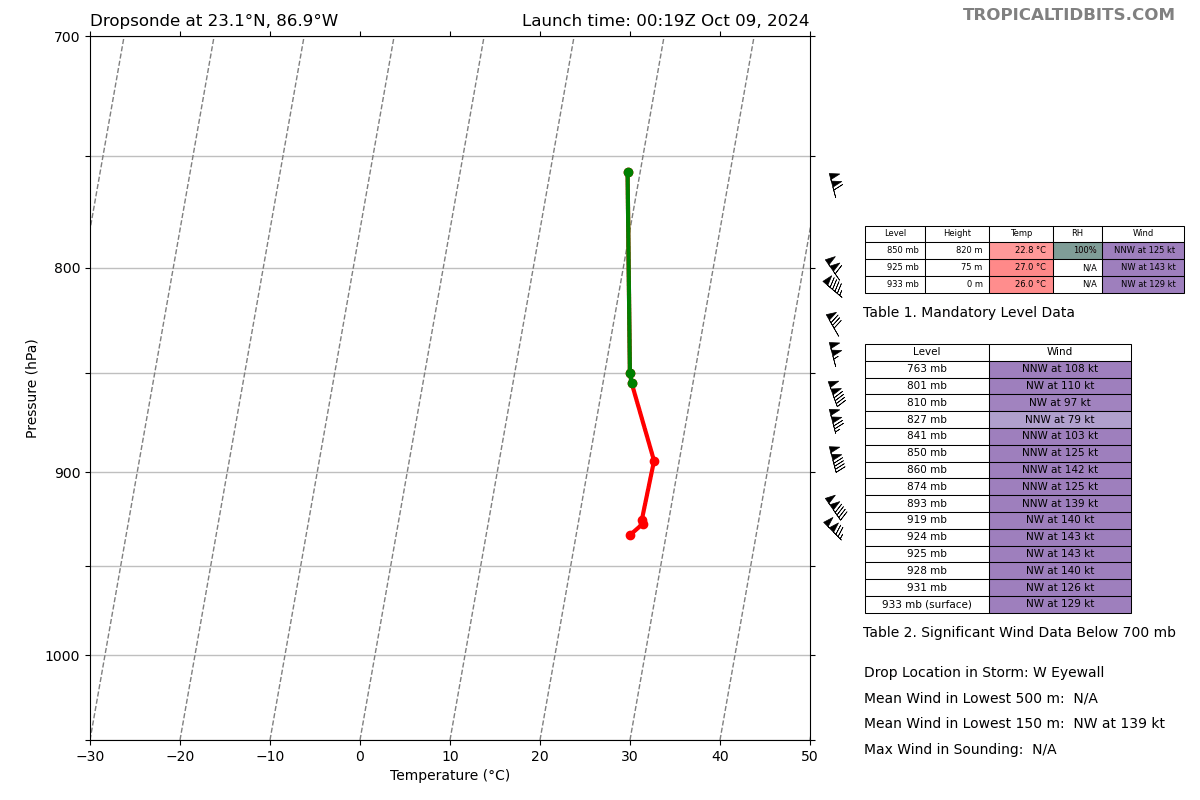 Dropsonde at 23.1°N, 86.9°W
Launch time: 00:19Z Oct 09, 2024
TROPICALTIDBITS.COM
700
800
900
1000
Pressure (hPa)
−30 −20 −10 0 10 20 30 40 50
Temperature (°C)
Level Height Temp RH Wind
850 mb 820 m 22.8 °C 100% NNW at 125 kt
925 mb 75 m 27.0 °C N/A NW at 143 kt
933 mb 0 m 26.0 °C N/A NW at 129 kt
Table 1. Mandatory Level Data
Level Wind
763 mb NNW at 108 kt
801 mb NW at 110 kt
810 mb NW at 97 kt
827 mb NNW at 79 kt
841 mb NNW at 103 kt
850 mb NNW at 125 kt
860 mb NNW at 142 kt
874 mb NNW at 125 kt
893 mb NNW at 139 kt
919 mb NW at 140 kt
924 mb NW at 143 kt
925 mb NW at 143 kt
928 mb NW at 140 kt
931 mb NW at 126 kt
933 mb (surface) NW at 129 kt
Table 2. Significant Wind Data Below 700 mb
Drop Location in Storm: W Eyewall
Mean Wind in Lowest 500 m: N/A
Mean Wind in Lowest 150 m: NW at 139 kt
Max Wind in Sounding: N/A